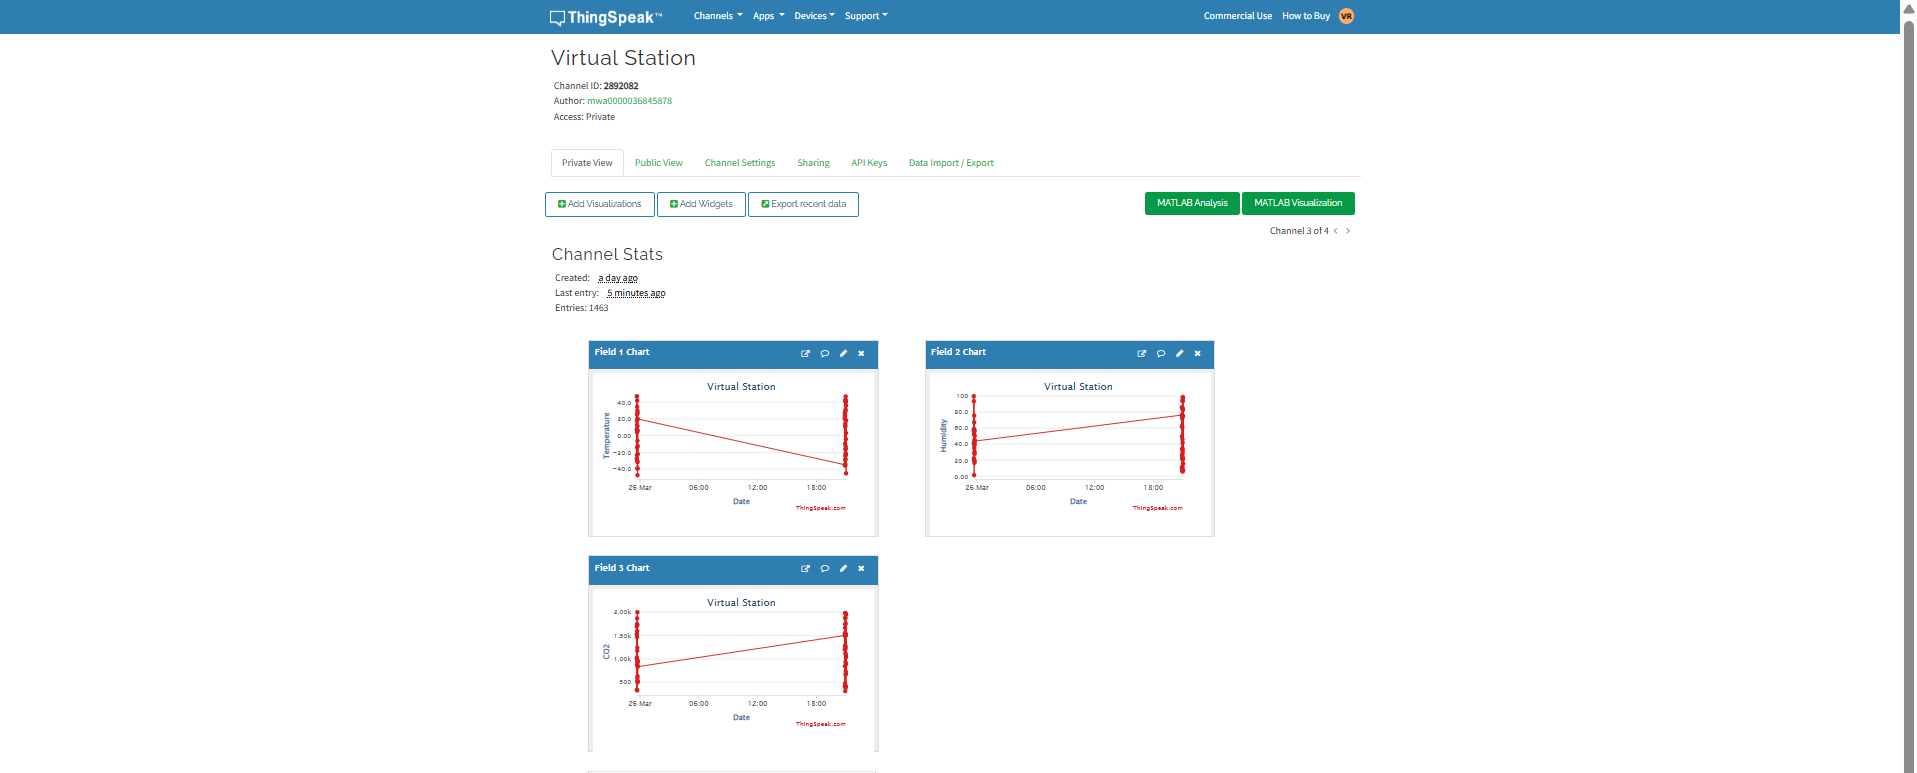 ThingSpeak™ Channels Apps Devices Support Commercial Use How to Buy VR
Virtual Station
Channel ID: 2892082
Author: mwa0000036845878
Access: Private
Private View Public View Channel Settings Sharing API Keys Data Import / Export
Add Visualizations Add Widgets Export recent data MATLAB Analysis MATLAB Visualization
Channel 3 of 4
Channel Stats
Created: a day ago
Last entry: 5 minutes ago
Entries: 1463
Field 1 Chart
Virtual Station
Temperature
40.0
20.0
0.00
−20.0
−40.0
26 Mar 06:00 12:00 18:00
Date
ThingSpeak.com
Field 2 Chart
Virtual Station
Humidity
100
80.0
60.0
40.0
20.0
0.00
26 Mar 06:00 12:00 18:00
Date
ThingSpeak.com
Field 3 Chart
Virtual Station
CO2
2.00k
1.50k
1.00k
500
26 Mar 06:00 12:00 18:00
Date
ThingSpeak.com